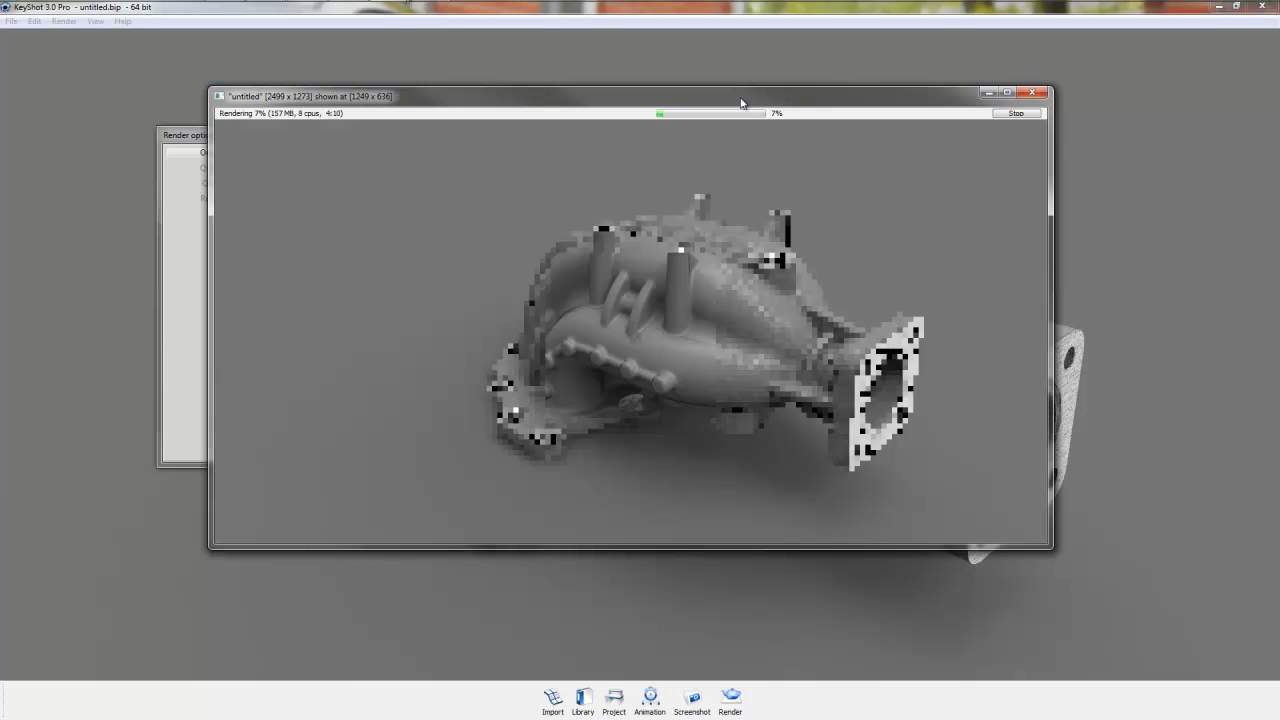 KeyShot 3.0 Pro - untitled.bip - 64 bit
File Edit Render View Help
"untitled" [2499 x 1273] shown at [1249 x 636]
Rendering 7% (157 MB, 8 cpus, 4:10)
7%
Stop
Import Library Project Animation Screenshot Render